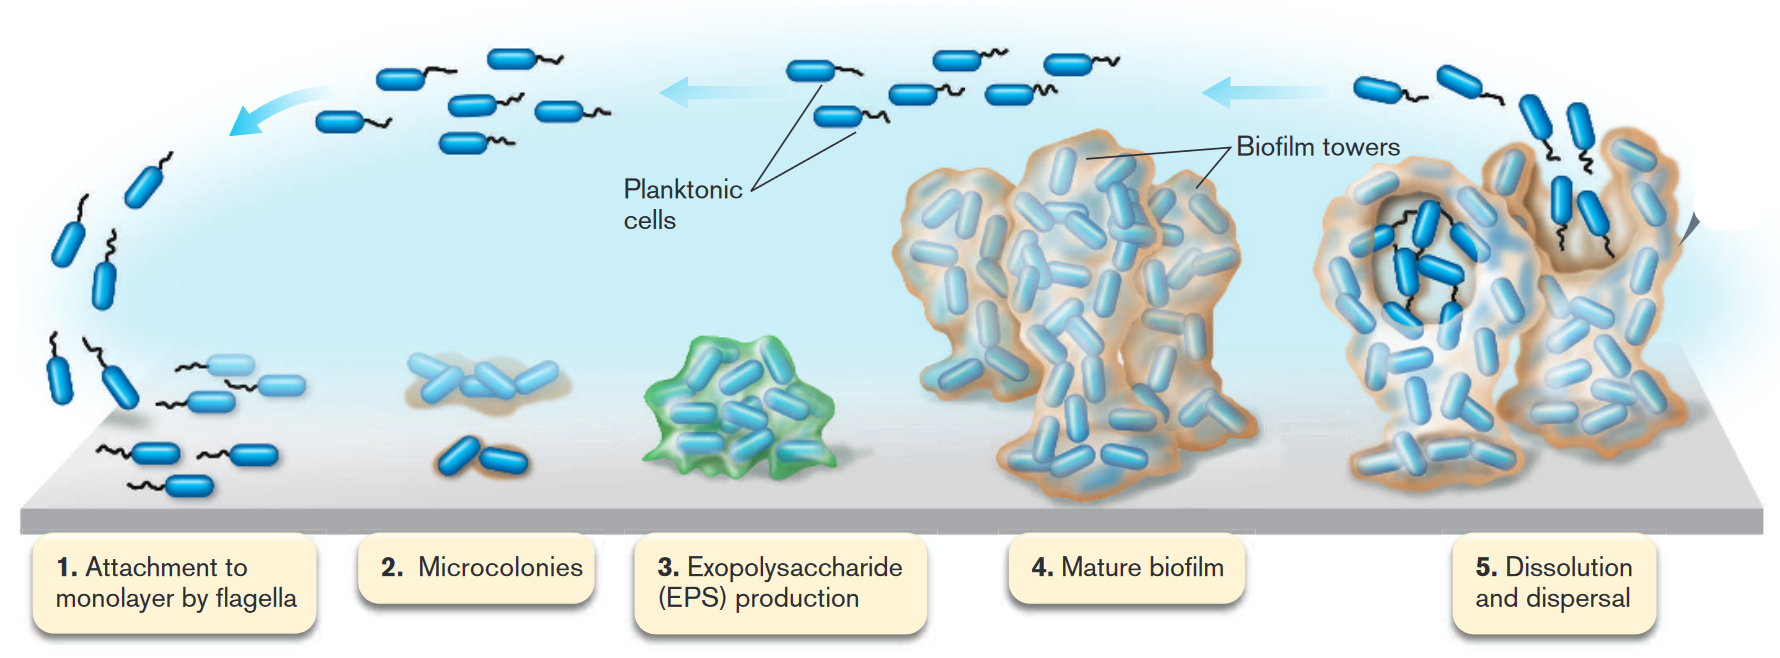 Biofilm towers
Planktonic
cells
1. Attachment to
monolayer by flagella
2. Microcolonies
3. Exopolysaccharide
(EPS) production
4. Mature biofilm
5. Dissolution
and dispersal